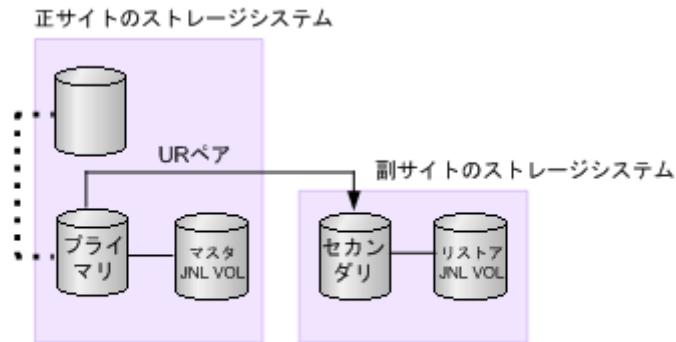 正サイトのストレージシステム
URペア
副サイトのストレージシステム
プライ
マリ
マスタ
JNL VOL
セカン
ダリ
リストア
JNL VOL